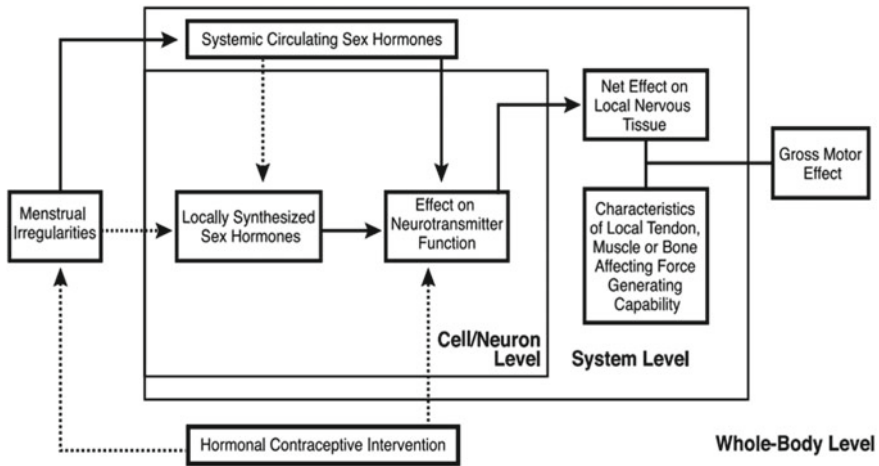 Systemic Circulating Sex Hormones
Net Effect on
Local Nervous
Tissue
Gross Motor
Effect
Menstrual
Irregularities
Locally Synthesized
Sex Hormones
Effect on
Neurotransmitter
Function
Characteristics
of Local Tendon,
Muscle or Bone
Affecting Force
Generating
Capability
Cell/Neuron
Level
System Level
Hormonal Contraceptive Intervention
Whole-Body Level